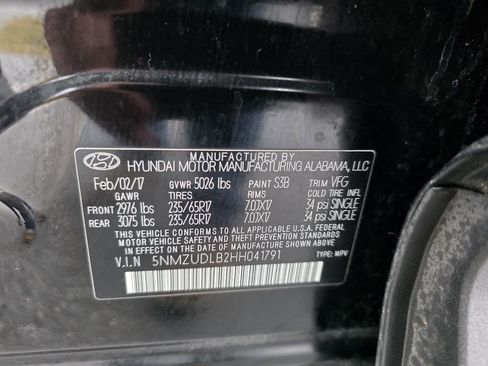 MANUFACTURED BY
HYUNDAI MOTOR MANUFACTURING ALABAMA, LLC
Feb/02/17 GVWR 5026 lbs PAINT S3B TRIM VFG
GAWR TIRES RIMS COLD TIRE INFL
FRONT 2976 lbs 235/65R17 7.0JX17 34 psi SINGLE
REAR 3075 lbs 235/65R17 7.0JX17 34 psi SINGLE
THIS VEHICLE CONFORMS TO ALL APPLICABLE U.S.A. FEDERAL
MOTOR VEHICLE SAFETY AND THEFT PREVENTION STANDARDS
IN EFFECT ON THE DATE OF MANUFACTURE SHOWN ABOVE.
V.I.N 5NMZUDLB2HH041791 TYPE: MPV